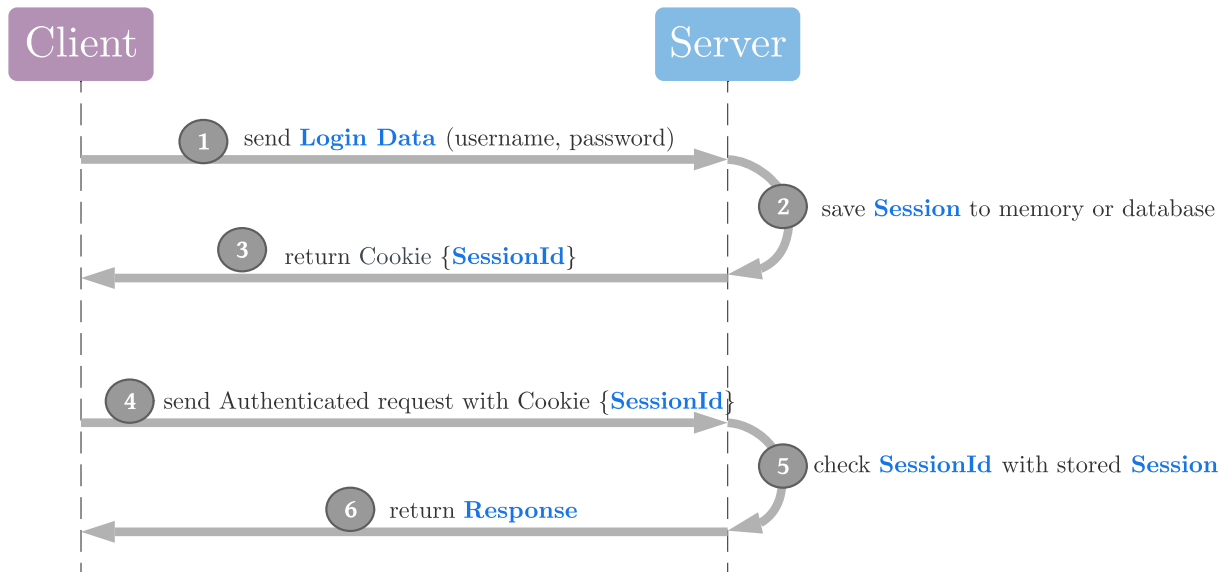 Client
Server
1
send Login Data (username, password)
2
save Session to memory or database
3
return Cookie {SessionId}
4
send Authenticated request with Cookie {SessionId}
5
check SessionId with stored Session
6
return Response